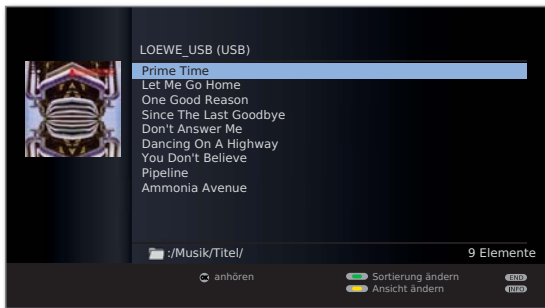 LOEWE_USB (USB)
Prime Time
Let Me Go Home
One Good Reason
Since The Last Goodbye
Don't Answer Me
Dancing On A Highway
You Don't Believe
Pipeline
Ammonia Avenue
:/Musik/Titel/ 9 Elemente
OK anhören Sortierung ändern END
Ansicht ändern INFO